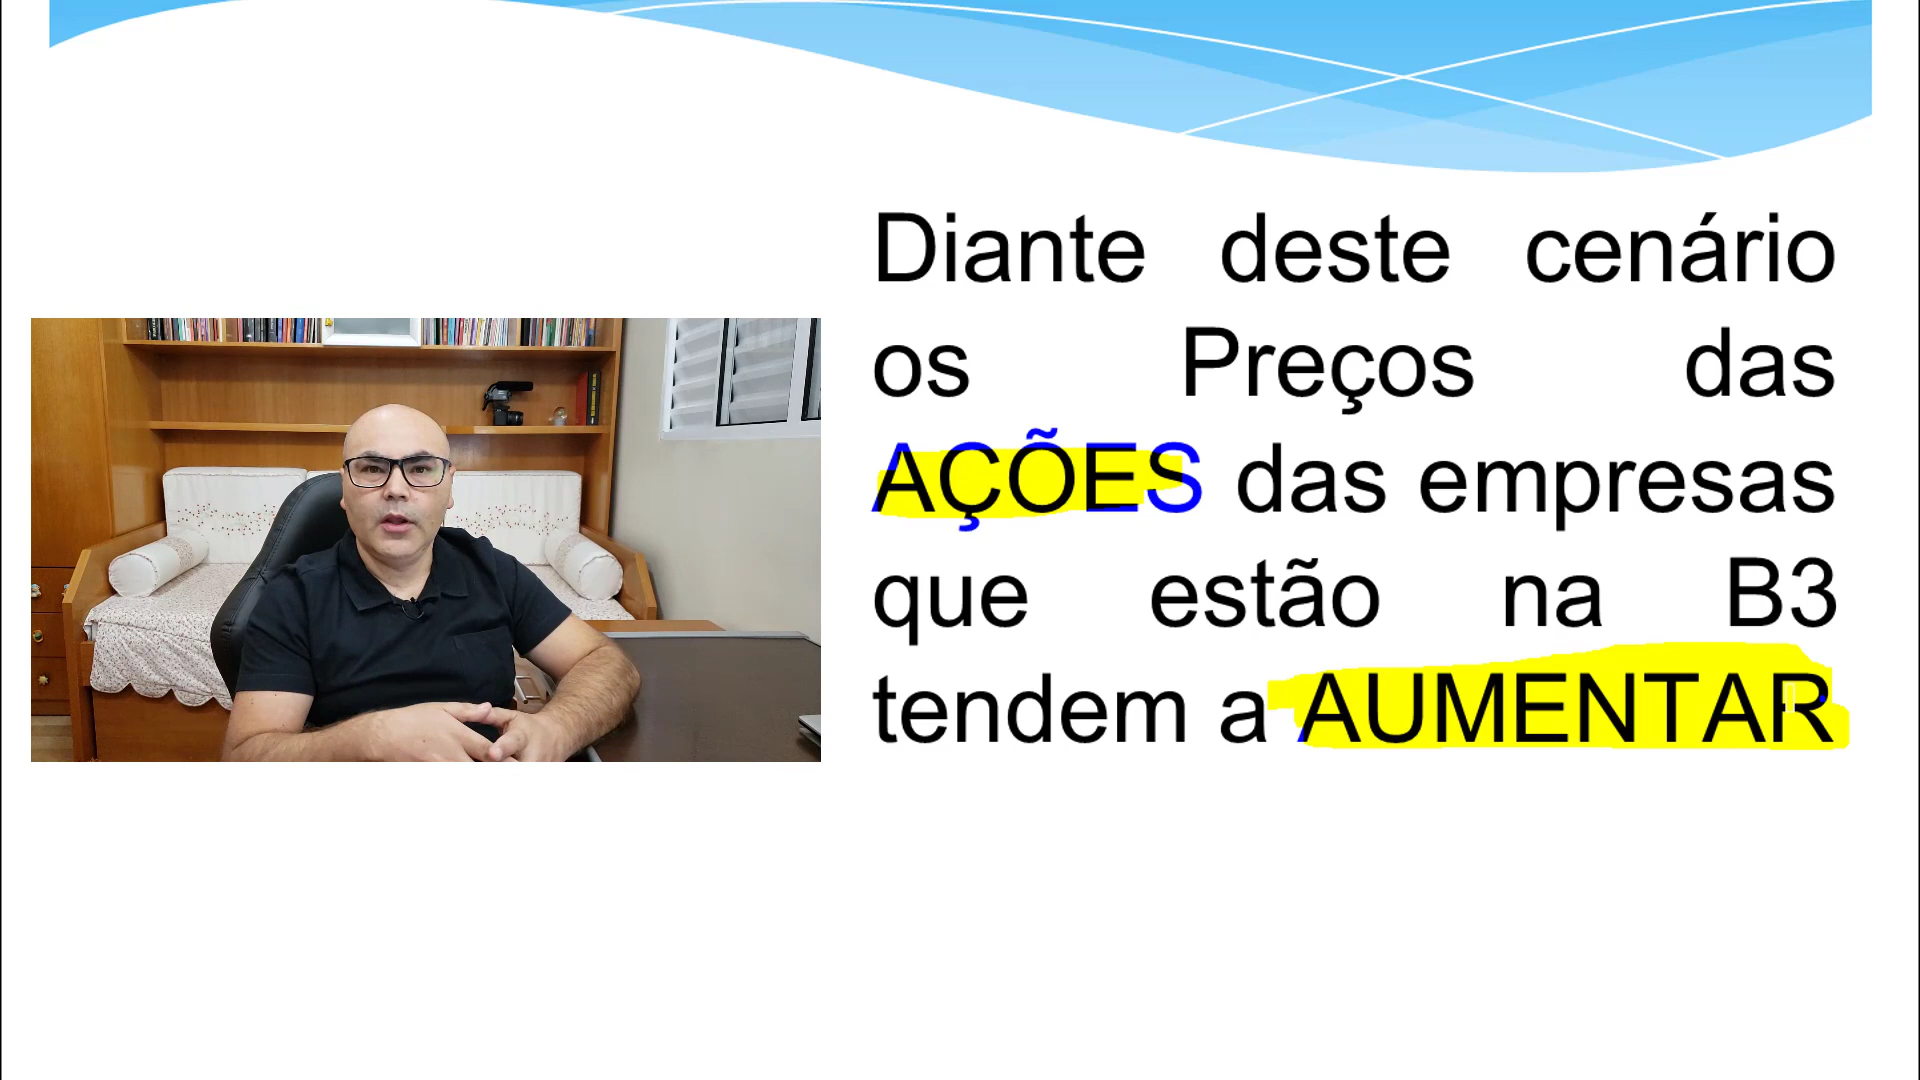 Diante deste cenário
os Preços das
AÇÕES das empresas
que estão na B3
tendem a AUMENTAR